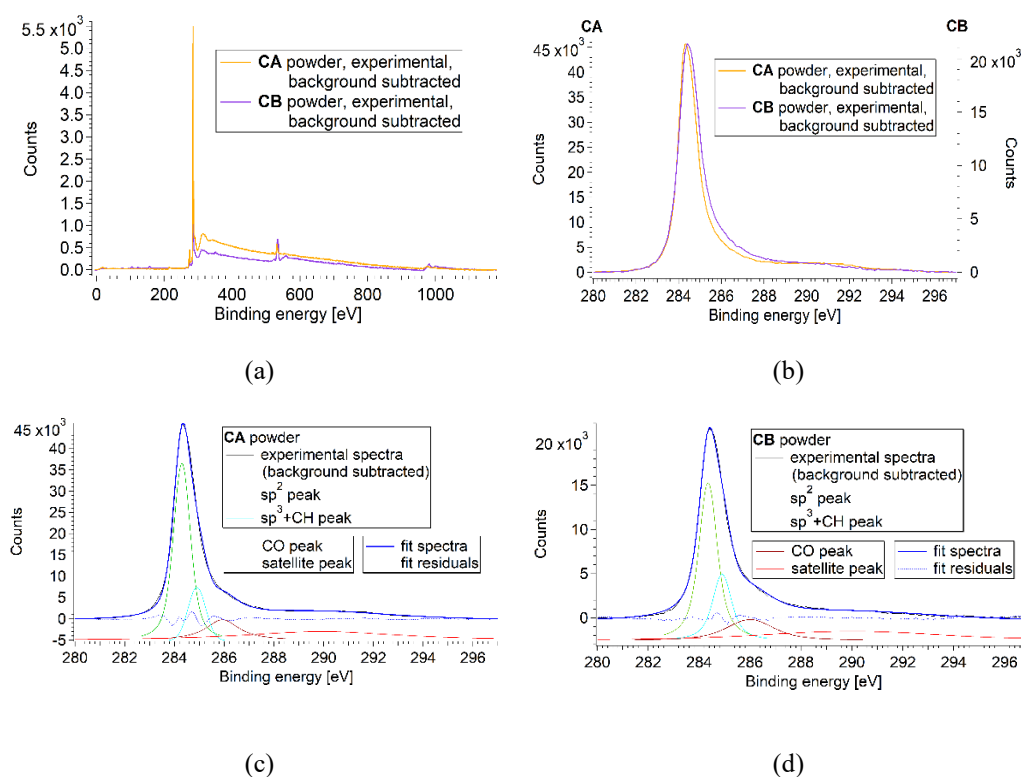 5.5 x10³
5.0
4.5
4.0
3.5
3.0
2.5
2.0
1.5
1.0
0.5
0.0
Counts
CA powder, experimental,
background subtracted
CB powder, experimental,
background subtracted
0 200 400 600 800 1000
Binding energy [eV]
(a)
CA
CB
45 x10³
40
35
30
25
20
15
10
5
0
Counts
CA powder, experimental,
background subtracted
CB powder, experimental,
background subtracted
20 x10³
15
10
5
0
Counts
280 282 284 286 288 290 292 294 296
Binding energy [eV]
(b)
45 x10³
40
35
30
25
20
15
10
5
0
-5
Counts
CA powder
experimental spectra
(background subtracted)
sp² peak
sp³+CH peak
CO peak
satellite peak
fit spectra
fit residuals
280 282 284 286 288 290 292 294 296
Binding energy [eV]
(c)
20 x10³
15
10
5
0
Counts
CB powder
experimental spectra
(background subtracted)
sp² peak
sp³+CH peak
CO peak
satellite peak
fit spectra
fit residuals
280 282 284 286 288 290 292 294 296
Binding energy [eV]
(d)